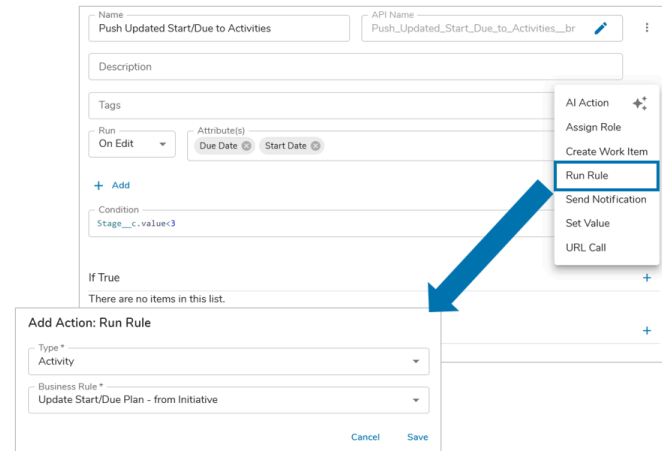 Name
Push Updated Start/Due to Activities
API Name
Push_Updated_Start_Due_to_Activities__br
Description
Tags
Run
On Edit
Attribute(s)
Due Date
Start Date
+ Add
Condition
Stage__c.value<3
AI Action
Assign Role
Create Work Item
Run Rule
Send Notification
Set Value
URL Call
If True
+
There are no items in this list.
+
Add Action: Run Rule
Type *
Activity
Business Rule *
Update Start/Due Plan - from Initiative
Cancel
Save